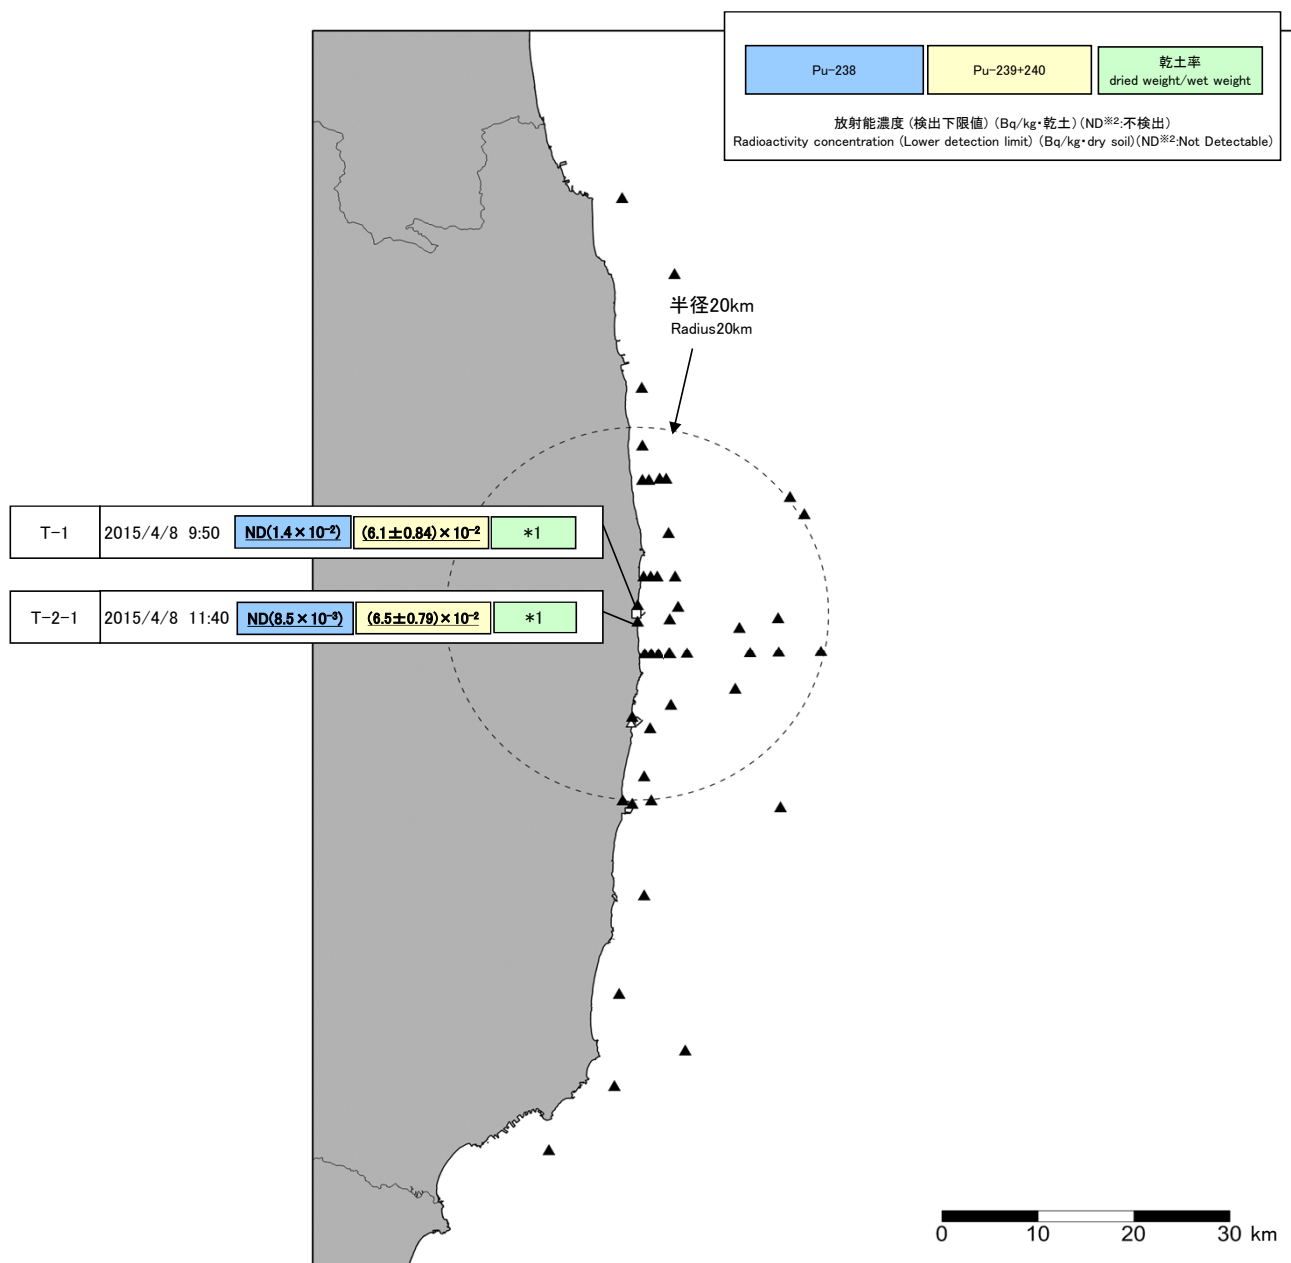 Pu-238
Pu-239+240
乾土率
dried weight/wet weight
放射能濃度 (検出下限値) (Bq/kg・乾土) (ND※2:不検出)
Radioactivity concentration (Lower detection limit) (Bq/kg・dry soil)(ND※2:Not Detectable)
半径20km
Radius20km
T-1 2015/4/8 9:50 ND(1.4×10⁻²) (6.1±0.84)×10⁻² *1
T-2-1 2015/4/8 11:40 ND(8.5×10⁻³) (6.5±0.79)×10⁻² *1
0 10 20 30 km